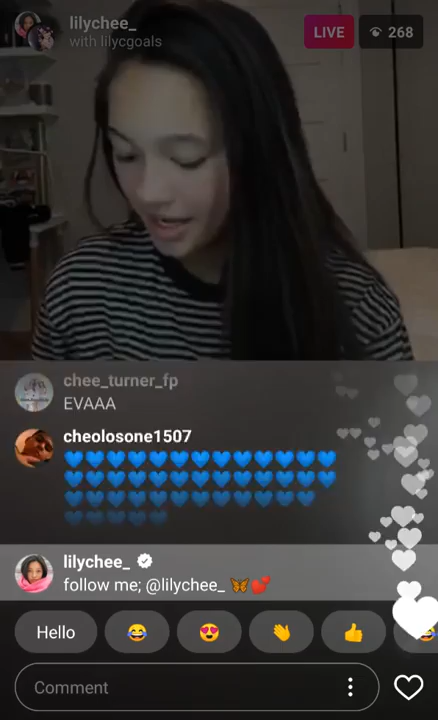 lilychee_
with lilycgoals
LIVE
268
chee_turner_fp
EVAAA
cheolosone1507
💙💙💙💙💙💙💙💙💙💙💙💙💙
💙💙💙💙💙💙💙💙💙💙💙💙💙
💙💙💙💙💙💙💙💙💙💙💙💙
💙💙💙💙💙
lilychee_
follow me; @lilychee_ 🦋💕
Hello 😂 😍 👋 👍 😂
Comment